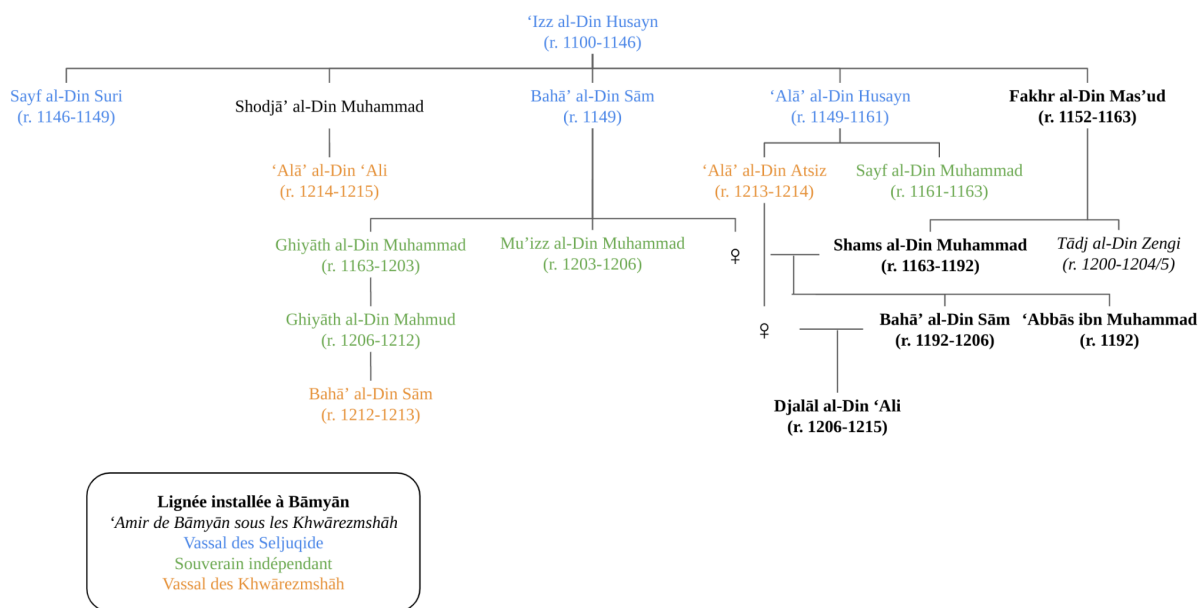 ‘Izz al-Din Husayn
(r. 1100-1146)
Sayf al-Din Suri
(r. 1146-1149)
Shodjā’ al-Din Muhammad
Bahā’ al-Din Sām
(r. 1149)
‘Alā’ al-Din Husayn
(r. 1149-1161)
Fakhr al-Din Mas’ud
(r. 1152-1163)
‘Alā’ al-Din ‘Ali
(r. 1214-1215)
‘Alā’ al-Din Atsiz
(r. 1213-1214)
Sayf al-Din Muhammad
(r. 1161-1163)
Ghiyāth al-Din Muhammad
(r. 1163-1203)
Mu’izz al-Din Muhammad
(r. 1203-1206)
♀
Shams al-Din Muhammad
(r. 1163-1192)
Tādj al-Din Zengi
(r. 1200-1204/5)
Ghiyāth al-Din Mahmud
(r. 1206-1212)
♀
Bahā’ al-Din Sām
(r. 1192-1206)
‘Abbās ibn Muhammad
(r. 1192)
Bahā’ al-Din Sām
(r. 1212-1213)
Djalāl al-Din ‘Ali
(r. 1206-1215)
Lignée installée à Bāmyān
‘Amir de Bāmyān sous les Khwārezmshāh
Vassal des Seljuqide
Souverain indépendant
Vassal des Khwārezmshāh